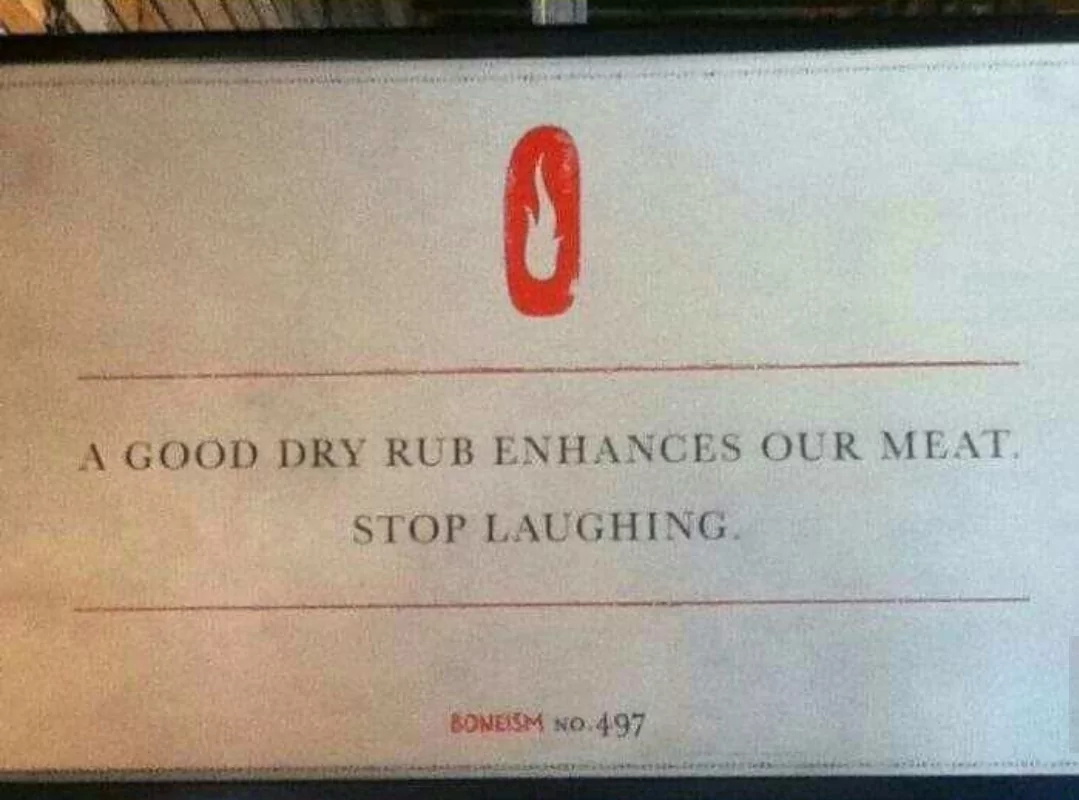 A GOOD DRY RUB ENHANCES OUR MEAT.
STOP LAUGHING.
BONEISM NO. 497